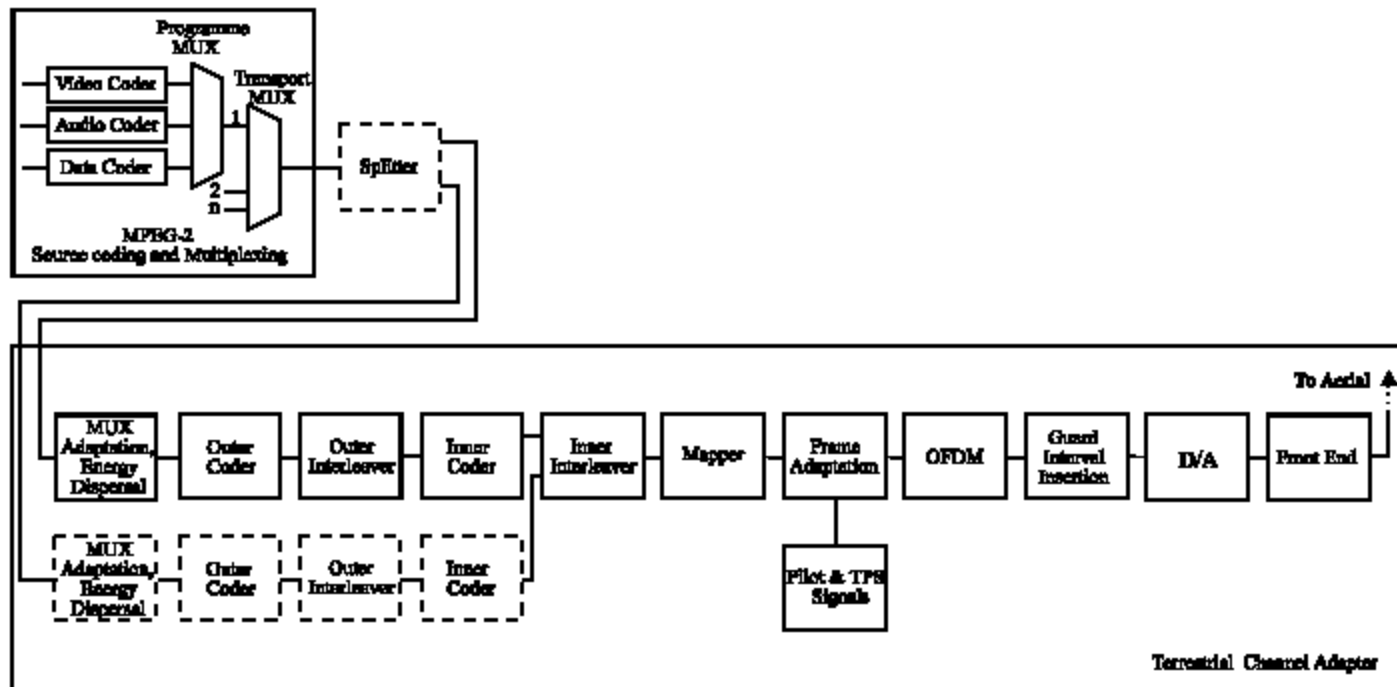 Programme
MUX
Transport
MUX
Video Coder
Audio Coder
Data Coder
1
2
n
MPEG-2
Source coding and Multiplexing
Splitter
To Aerial
MUX
Adaptation,
Energy
Dispersal
Outer
Coder
Outer
Interleaver
Inner
Coder
Inner
Interleaver
Mapper
Frame
Adaptation
OFDM
Guard
Interval
Insertion
D/A
Front End
MUX
Adaptation,
Energy
Dispersal
Outer
Coder
Outer
Interleaver
Inner
Coder
Pilot & TPS
Signals
Terrestrial Channel Adapter